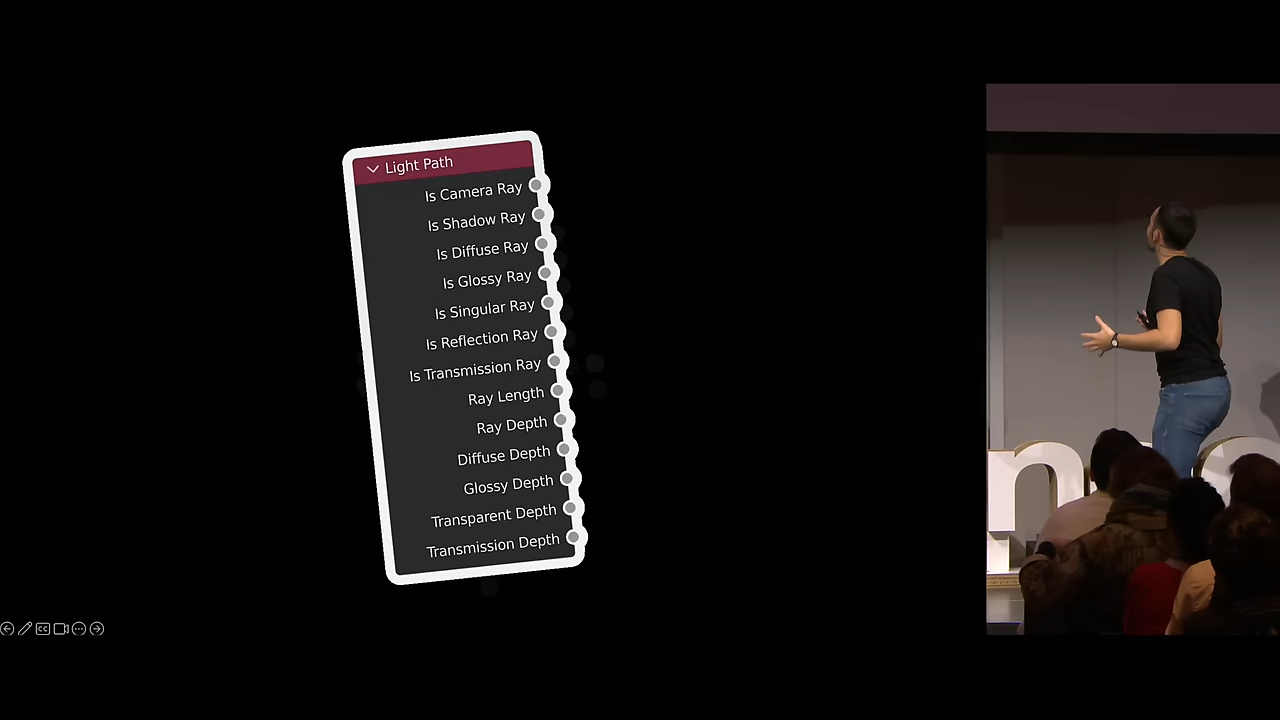 Light Path
Is Camera Ray
Is Shadow Ray
Is Diffuse Ray
Is Glossy Ray
Is Singular Ray
Is Reflection Ray
Is Transmission Ray
Ray Length
Ray Depth
Diffuse Depth
Glossy Depth
Transparent Depth
Transmission Depth
CC
n